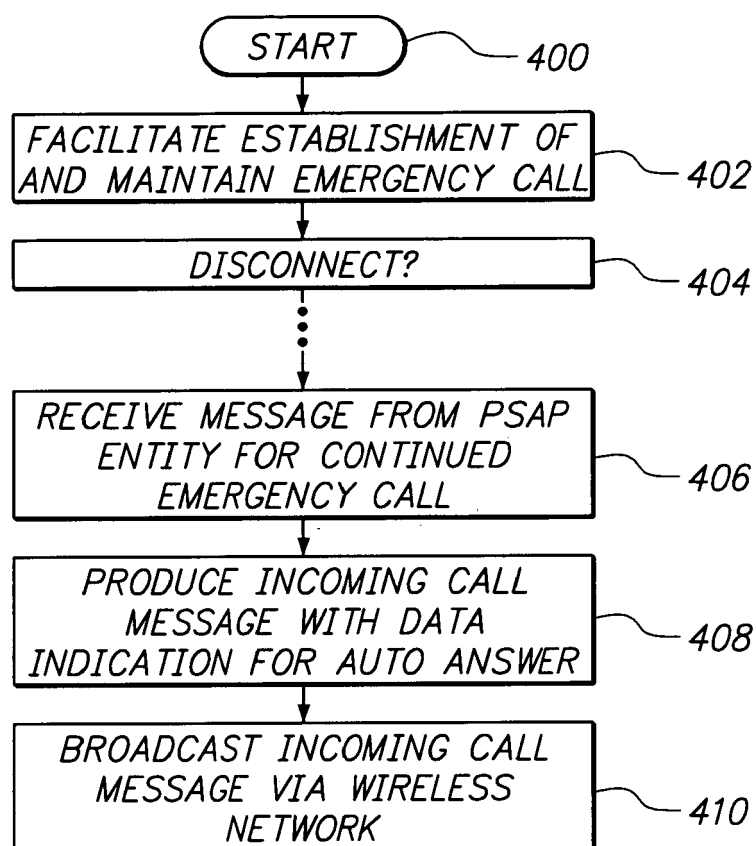 START
400
FACILITATE ESTABLISHMENT OF
AND MAINTAIN EMERGENCY CALL
402
DISCONNECT?
404
RECEIVE MESSAGE FROM PSAP
ENTITY FOR CONTINUED
EMERGENCY CALL
406
PRODUCE INCOMING CALL
MESSAGE WITH DATA
INDICATION FOR AUTO ANSWER
408
BROADCAST INCOMING CALL
MESSAGE VIA WIRELESS
NETWORK
410